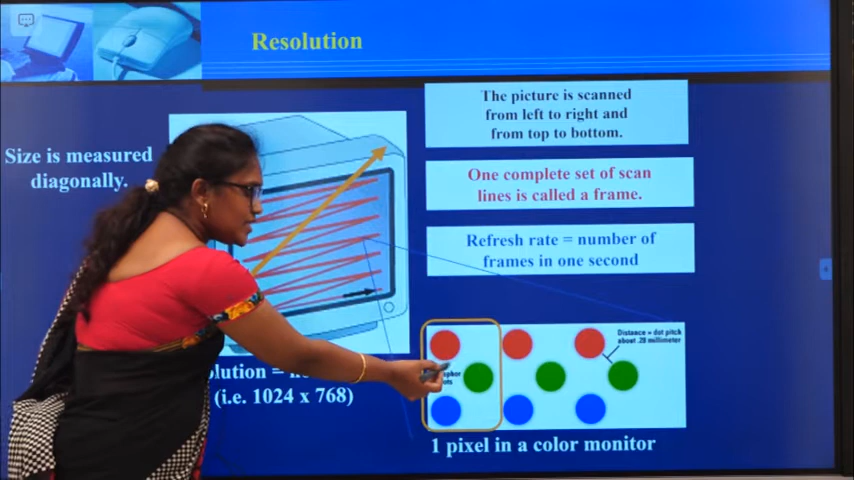 Resolution
Size is measured
diagonally.
The picture is scanned
from left to right and
from top to bottom.
One complete set of scan
lines is called a frame.
Refresh rate = number of
frames in one second
Distance = dot pitch
about .28 millimeter
(i.e. 1024 x 768)
1 pixel in a color monitor